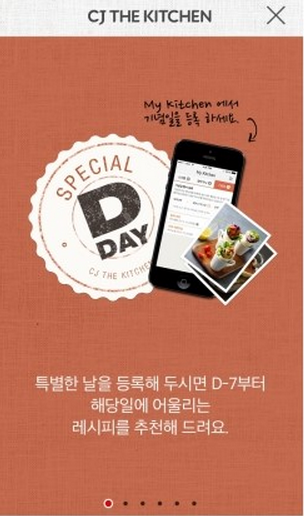 CJ THE KITCHEN
My Kitchen 에서
기념일을 등록 하세요.
SPECIAL
D
DAY
CJ THE KITCHEN
My Kitchen
특별한 날을 등록해 두시면 D-7부터
해당일에 어울리는
레시피를 추천해 드려요.